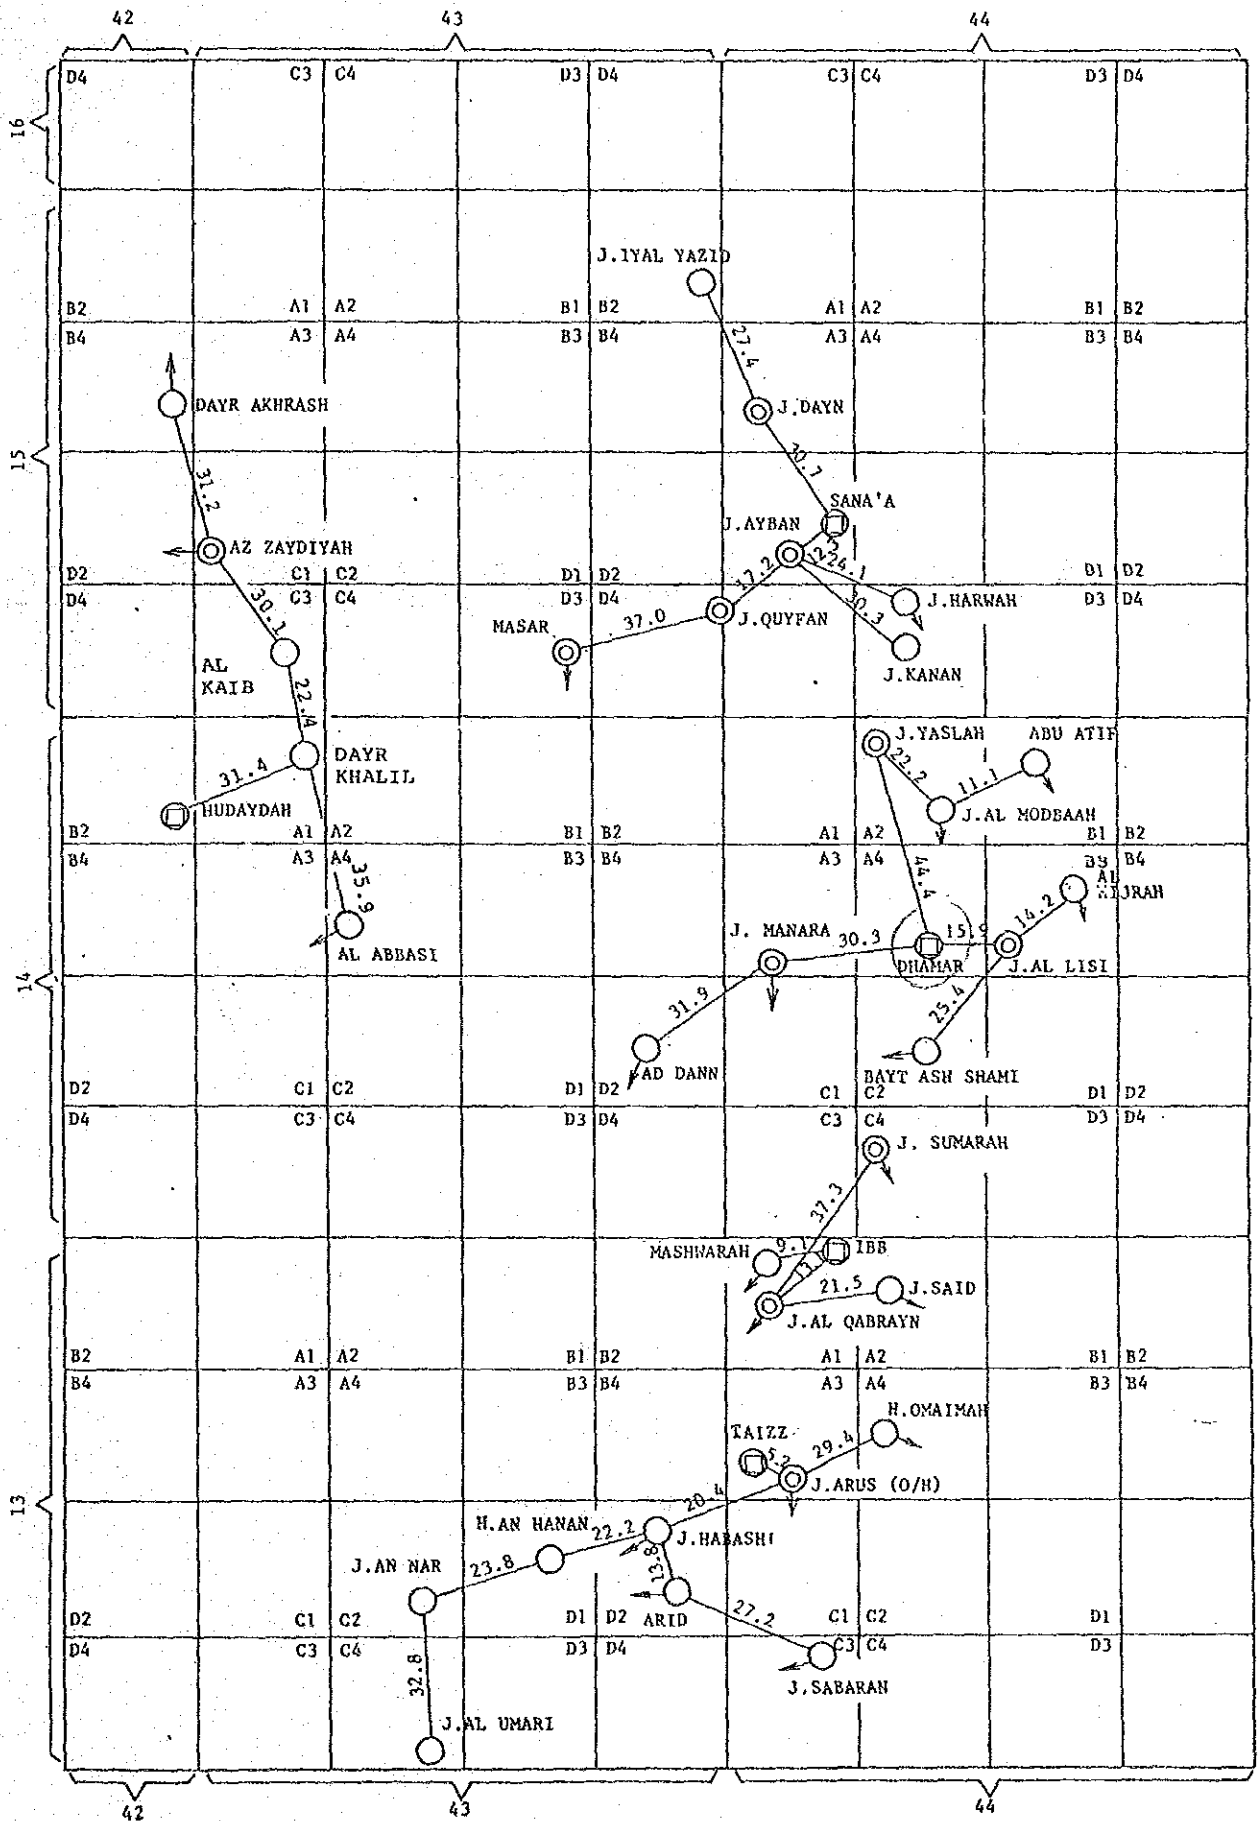 42 43 44
D4 C3 C4 D3 D4 C3 C4 D3 D4
16
J.IYAL YAZID
B2 A1 A2 B1 B2 A1 A2 B1 B2
B4 A3 A4 B3 B4 A3 A4 B3 B4
27.4
DAYR AKHRASH
J.DAYN
15
31.2
30.7
SANA'A
J.AYBAN
AZ ZAYDIYAH
12.3
24.1
D2 C1 C2 D1 D2 D1 D2
D4 C3 C4 D3 D4 D3 D4
17.2
30.1
30.3
J.HARWAH
MASAR
37.0
J.QUYFAN
AL
KAIB
J.KANAN
22.4
J.YASLAH
ABU ATIF
DAYR
KHALIL
22.2
11.1
31.4
HUDAYDAH
J.AL MODBAAH
B2 A1 A2 B1 B2 A1 A2 B1 B2
B4 A3 A4 B3 B4 A3 A4 B3 B4
AL
HIJRAH
35.9
44.4
14.2
J. MANARA
30.3
15.9
AL ABBASI
DHAMAR
J.AL LISI
14
31.9
25.4
AD DANN
BAYT ASH SHAMI
D2 C1 C2 D1 D2 C1 C2 D1 D2
D4 C3 C4 D3 D4 C3 C4 D3 D4
J. SUMARAH
37.3
MASHWARAH
9.1
IBB
21.5
J.SAID
J.AL QABRAYN
B2 A1 A2 B1 B2 A1 A2 B1 B2
B4 A3 A4 B3 B4 A3 A4 B3 B4
H.OMAIMAH
TAIZZ
5.2
29.4
J.ARUS (O/H)
13
20.4
H.AN HANAN
22.2
J.HABASHI
J.AN NAR
23.8
13.8
D2 C1 C2 D1 D2 ARID 27.2 C1 C2 D1
D4 C3 C4 D3 D4 C3 C4 D3
32.8
J.SABARAN
J.AL UMARI
42 43 44